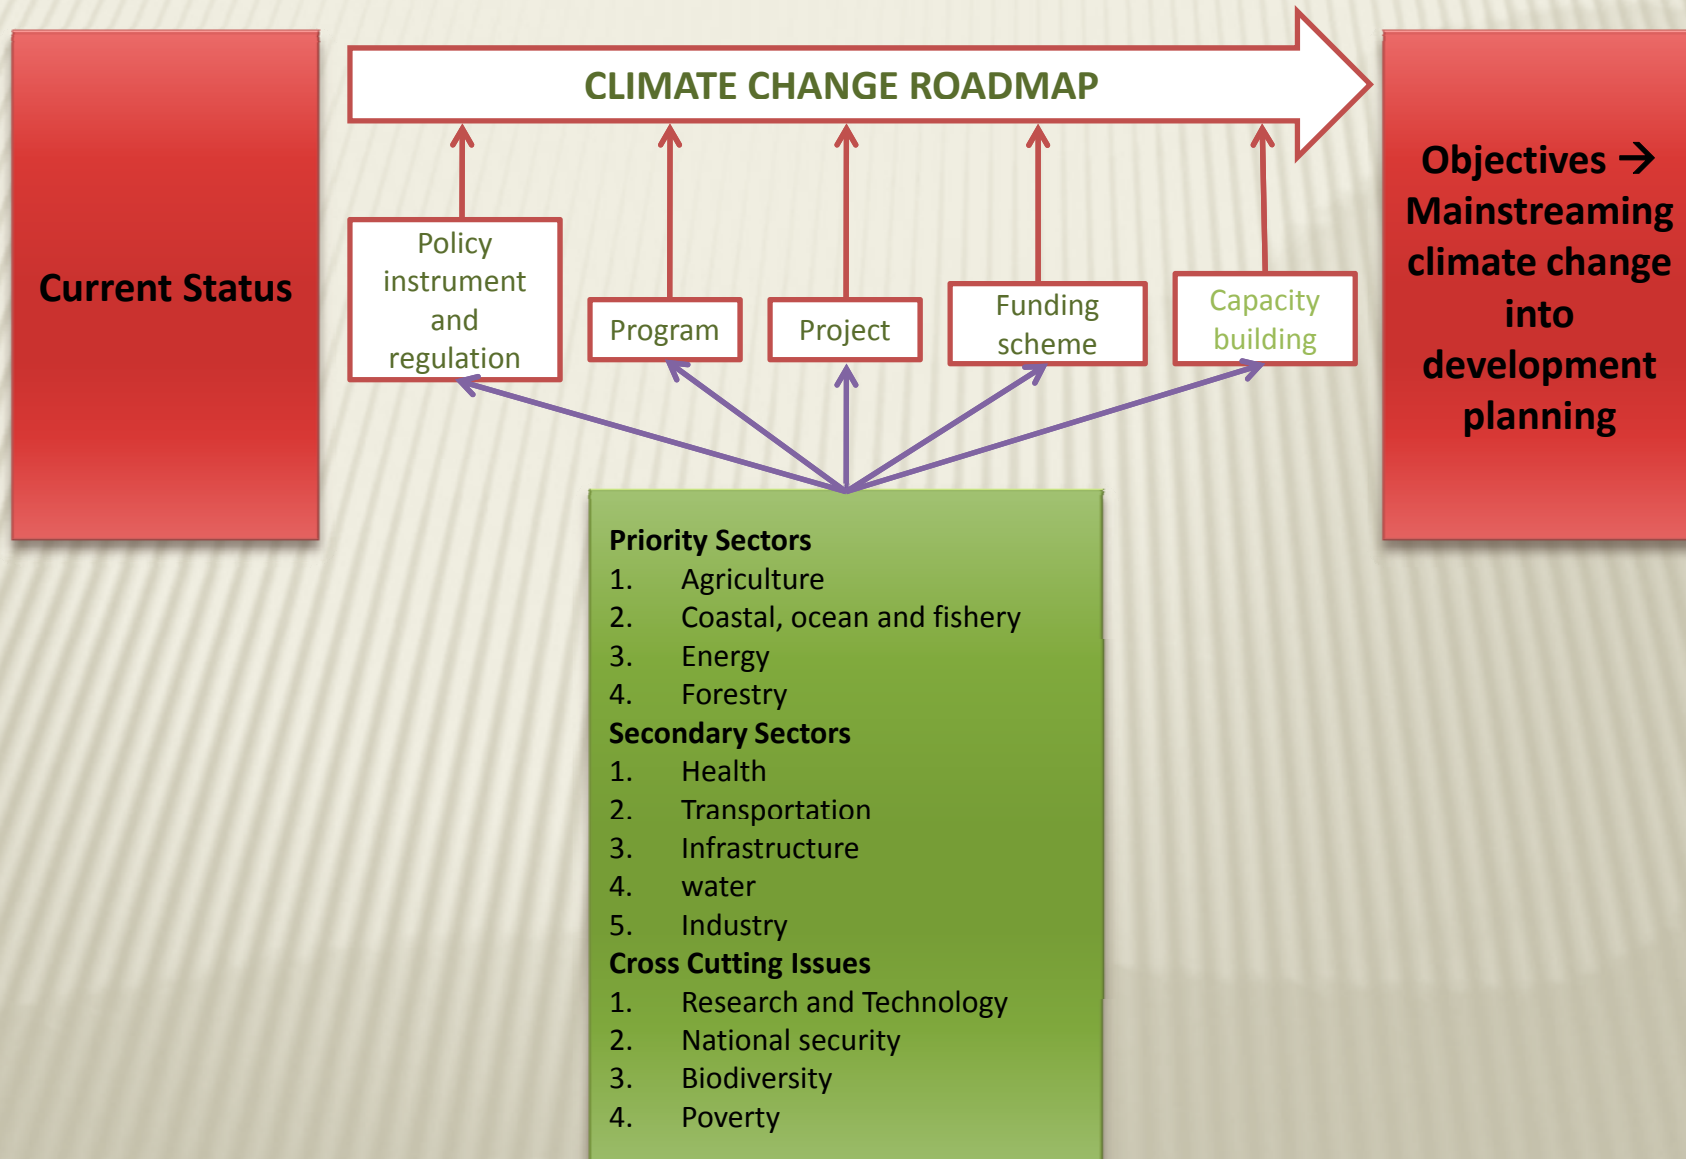 CLIMATE CHANGE ROADMAP
Current Status
Policy
instrument
and
regulation
Program
Project
Funding
scheme
Capacity
building
Objectives →
Mainstreaming
climate change
into
development
planning
Priority Sectors
1. Agriculture
2. Coastal, ocean and fishery
3. Energy
4. Forestry
Secondary Sectors
1. Health
2. Transportation
3. Infrastructure
4. water
5. Industry
Cross Cutting Issues
1. Research and Technology
2. National security
3. Biodiversity
4. Poverty